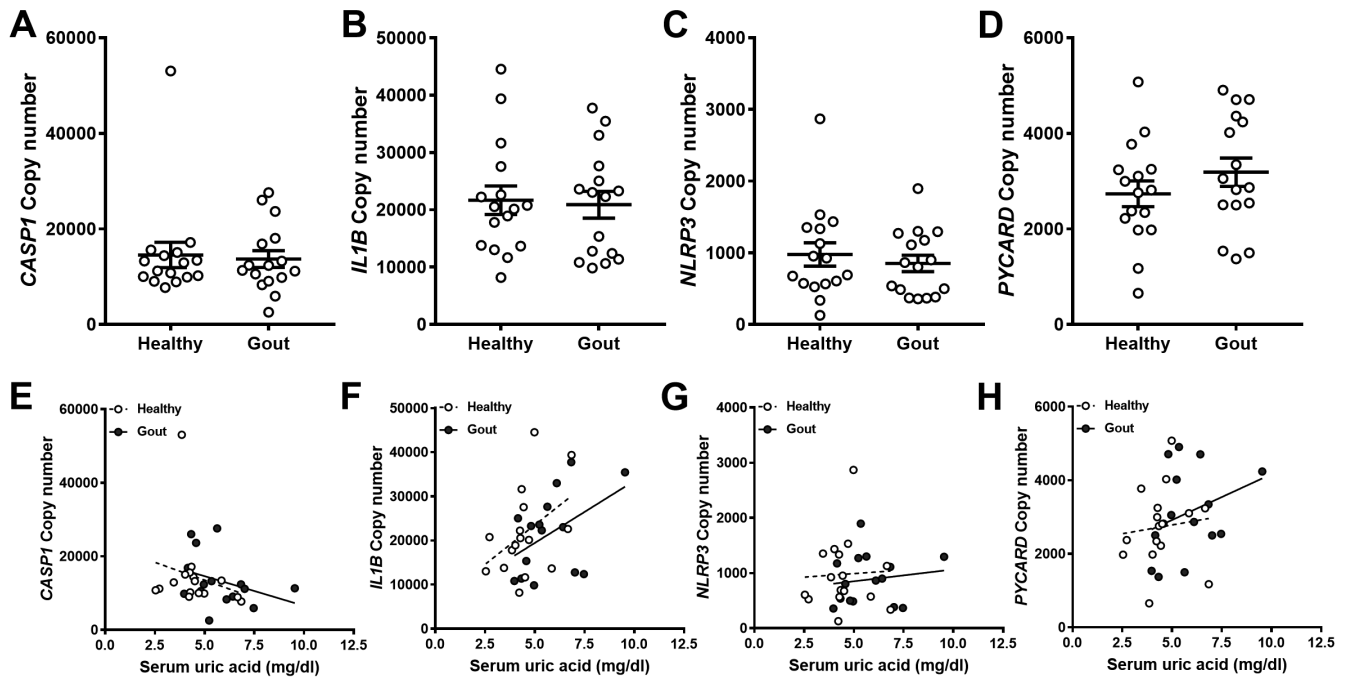 A
CASP1 Copy number
60000
40000
20000
0
Healthy
Gout
B
IL1B Copy number
50000
40000
30000
20000
10000
0
Healthy
Gout
C
NLRP3 Copy number
4000
3000
2000
1000
0
Healthy
Gout
D
PYCARD Copy number
6000
4000
2000
0
Healthy
Gout
E
CASP1 Copy number
60000
40000
20000
0
Healthy
Gout
0.0 2.5 5.0 7.5 10.0 12.5
Serum uric acid (mg/dl)
F
IL1B Copy number
50000
40000
30000
20000
10000
0
Healthy
Gout
0.0 2.5 5.0 7.5 10.0 12.5
Serum uric acid (mg/dl)
G
NLRP3 Copy number
4000
3000
2000
1000
0
Healthy
Gout
0.0 2.5 5.0 7.5 10.0 12.5
Serum uric acid (mg/dl)
H
PYCARD Copy number
6000
4000
2000
0
Healthy
Gout
0.0 2.5 5.0 7.5 10.0 12.5
Serum uric acid (mg/dl)